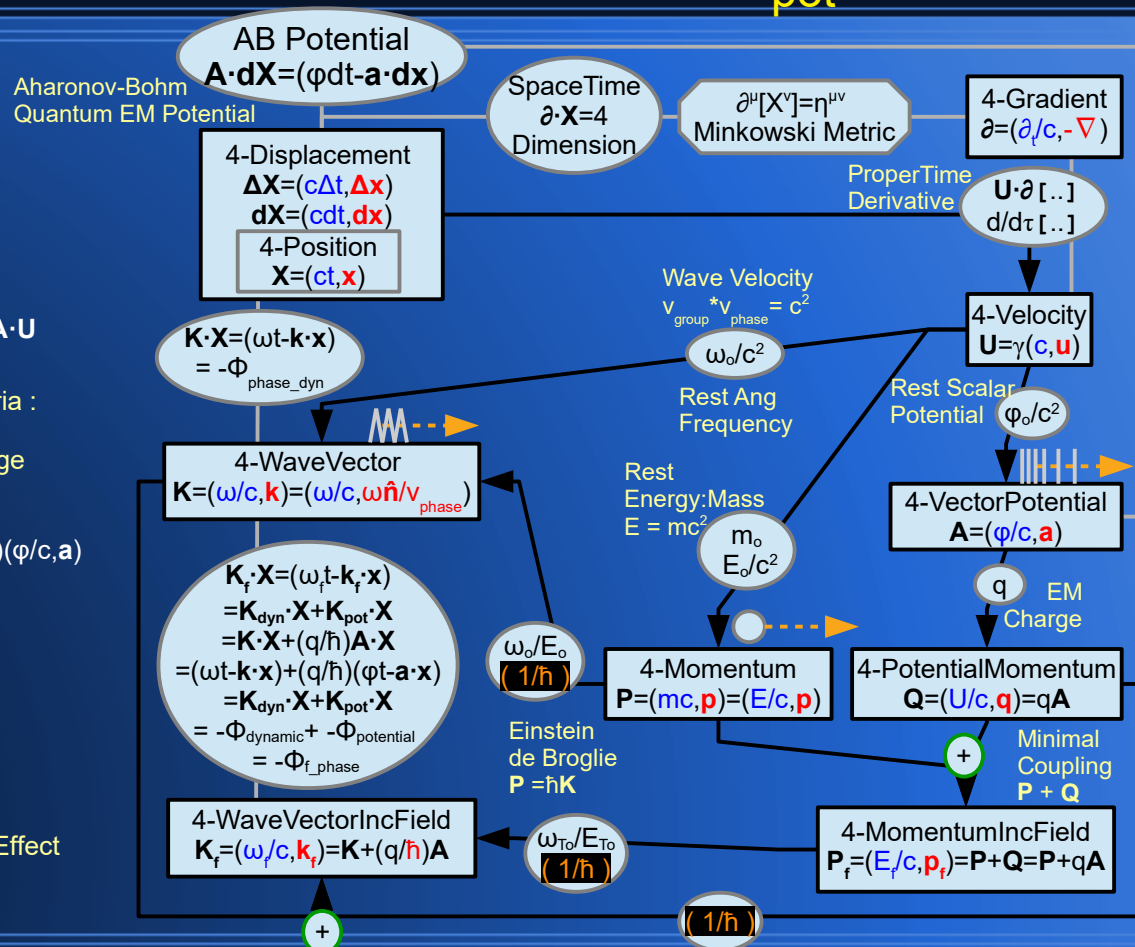 pot
AB Potential
A·dX=(φdt-a·dx)
Aharonov-Bohm
Quantum EM Potential
SpaceTime
∂·X=4
Dimension
∂^μ[X^ν]=η^μν
Minkowski Metric
4-Gradient
∂=(∂_t/c,-∇)
4-Displacement
ΔX=(cΔt,Δx)
dX=(cdt,dx)
4-Position
X=(ct,x)
ProperTime
Derivative
U·∂[..]
d/dτ[..]
Wave Velocity
v_group*v_phase = c²
ω_o/c²
Rest Ang
Frequency
4-Velocity
U=γ(c,u)
A·U
K·X=(ωt-k·x)
= -Φ_phase_dyn
ria :
ge
Rest Scalar
Potential
φ_o/c²
4-WaveVector
K=(ω/c,k)=(ω/c,ωn̂/v_phase)
Rest
Energy:Mass
E = mc²
m_o
E_o/c²
4-VectorPotential
A=(φ/c,a)
)(φ/c,a)
q
EM
Charge
K_f·X=(ω_f t-k_f·x)
=K_dyn·X+K_pot·X
=K·X+(q/ħ)A·X
=(ωt-k·x)+(q/ħ)(φt-a·x)
=K_dyn·X+K_pot·X
= -Φ_dynamic+ -Φ_potential
= -Φ_f_phase
ω_o/E_o
( 1/ħ )
4-Momentum
P=(mc,p)=(E/c,p)
4-PotentialMomentum
Q=(U/c,q)=qA
Einstein
de Broglie
P =ħK
+
Minimal
Coupling
P + Q
Effect
4-WaveVectorIncField
K_f=(ω_f/c,k_f)=K+(q/ħ)A
ω_To/E_To
( 1/ħ )
4-MomentumIncField
P_f=(E_f/c,p_f)=P+Q=P+qA
( 1/ħ )
+